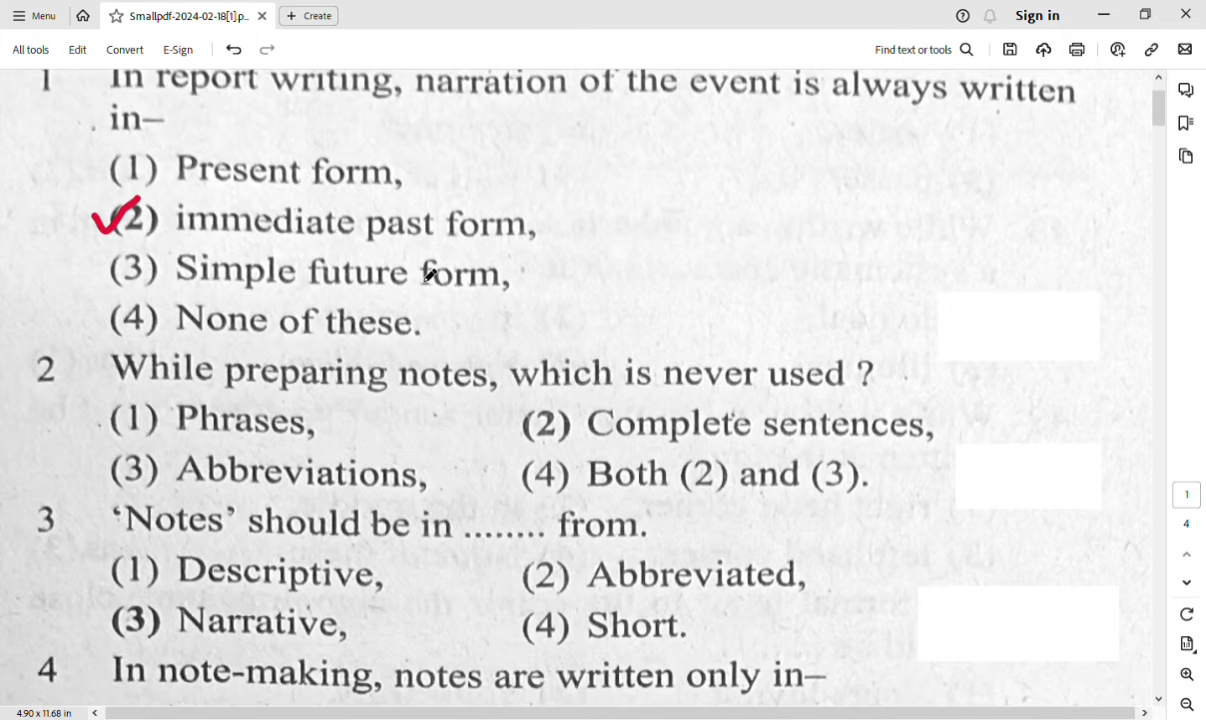 Menu
Smallpdf-2024-02-18[1].p...
Create
Sign in
All tools Edit Convert E-Sign
Find text or tools
1 In report writing, narration of the event is always written
in–
(1) Present form,
(2) immediate past form,
(3) Simple future form,
(4) None of these.
2 While preparing notes, which is never used ?
(1) Phrases, (2) Complete sentences,
(3) Abbreviations, (4) Both (2) and (3).
3 ‘Notes’ should be in ........ from.
(1) Descriptive, (2) Abbreviated,
(3) Narrative, (4) Short.
4 In note-making, notes are written only in–
1
4
4.90 x 11.68 in